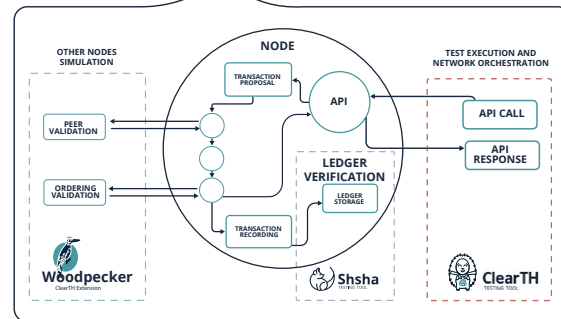 OTHER NODES
SIMULATION
NODE
TEST EXECUTION AND
NETWORK ORCHESTRATION
TRANSACTION
PROPOSAL
API
API CALL
PEER
VALIDATION
API
RESPONSE
LEDGER
VERIFICATION
ORDERING
VALIDATION
LEDGER
STORAGE
TRANSACTION
RECORDING
Woodpecker
ClearTH Extension
Shsha
TESTING TOOL
ClearTH
TESTING TOOL